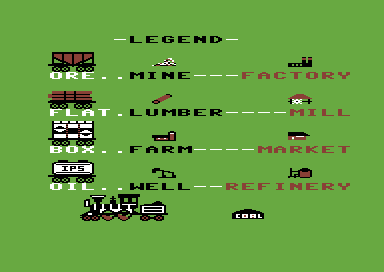 -LEGEND-
ORE..MINE---FACTORY
FLAT.LUMBER----MILL
BOX..FARM----MARKET
IPS
OIL..WELL--REFINERY
COAL